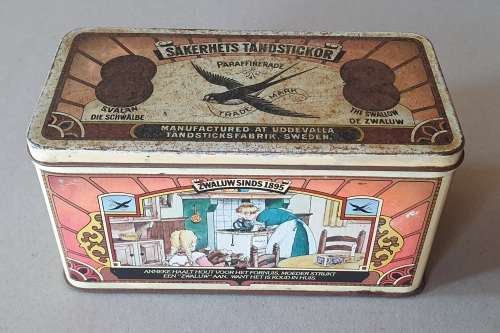 SÄKERHETS TÄNDSTICKOR
PARAFFINERADE
TRADE MARK
SVALAN
DIE SCHWALBE
THE SWALLOW
DE ZWALUW
MANUFACTURED AT UDDEVALLA
TÄNDSTICKSFABRIK, SWEDEN.
ZWALUW SINDS 1895
ANNEKE HAALT HOUT VOOR HET FORNUIS, MOEDER STRIJKT
EEN "ZWALUW" AAN, WANT HET IS KOUD IN HUIS.